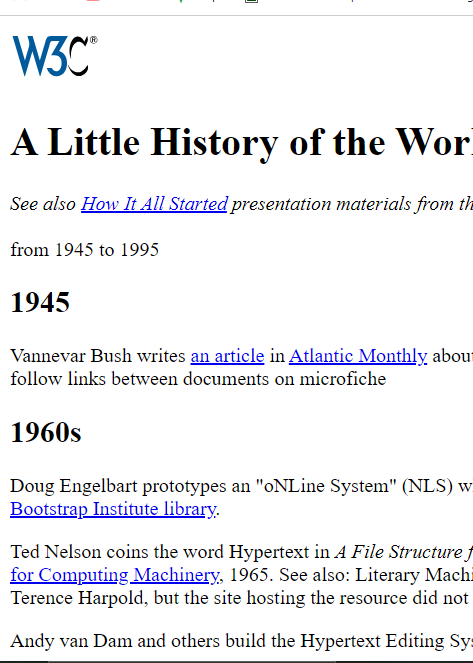 W3C®
A Little History of the Worl
See also How It All Started presentation materials from th
from 1945 to 1995
1945
Vannevar Bush writes an article in Atlantic Monthly about
follow links between documents on microfiche
1960s
Doug Engelbart prototypes an "oNLine System" (NLS) w
Bootstrap Institute library.
Ted Nelson coins the word Hypertext in A File Structure f
for Computing Machinery, 1965. See also: Literary Machi
Terence Harpold, but the site hosting the resource did not
Andy van Dam and others build the Hypertext Editing Sys